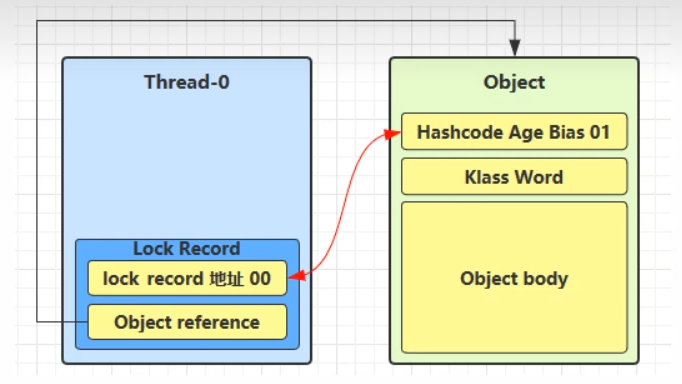 Thread-0
Lock Record
lock record 地址 00
Object reference
Object
Hashcode Age Bias 01
Klass Word
Object body